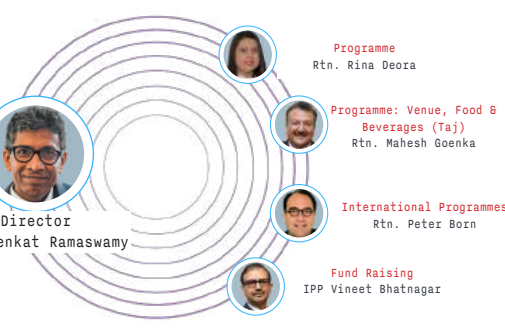 Programme
Rtn. Rina Deora
Programme: Venue, Food &
Beverages (Taj)
Rtn. Mahesh Goenka
Director
enkat Ramaswamy
International Programmes
Rtn. Peter Born
Fund Raising
IPP Vineet Bhatnagar